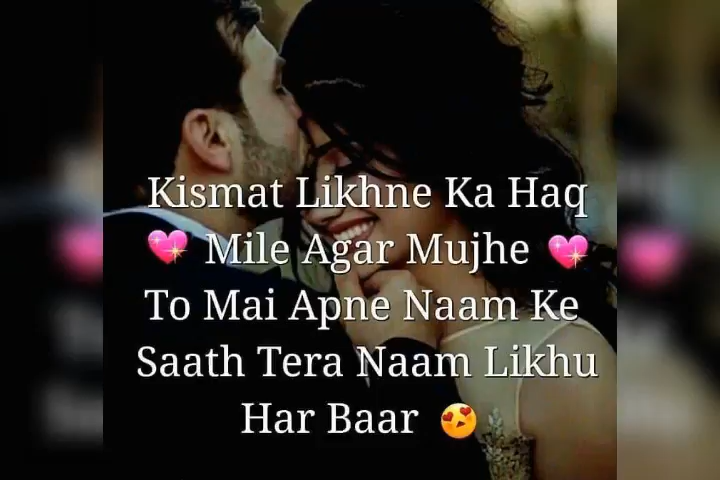 Kismat Likhne Ka Haq
💖 Mile Agar Mujhe 💖
To Mai Apne Naam Ke
Saath Tera Naam Likhu
Har Baar 😍